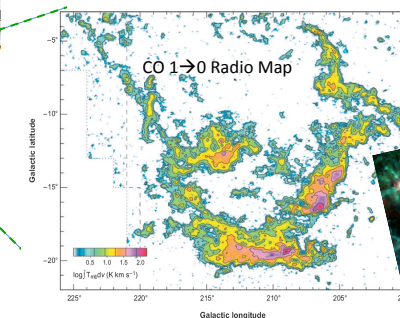 CO 1→0 Radio Map
−5°
−10°
−15°
−20°
Galactic latitude
0.5 1.0 1.5 2.0
log∫Tₘb dv (K km s⁻¹)
225° 220° 215° 210° 205°
Galactic longitude